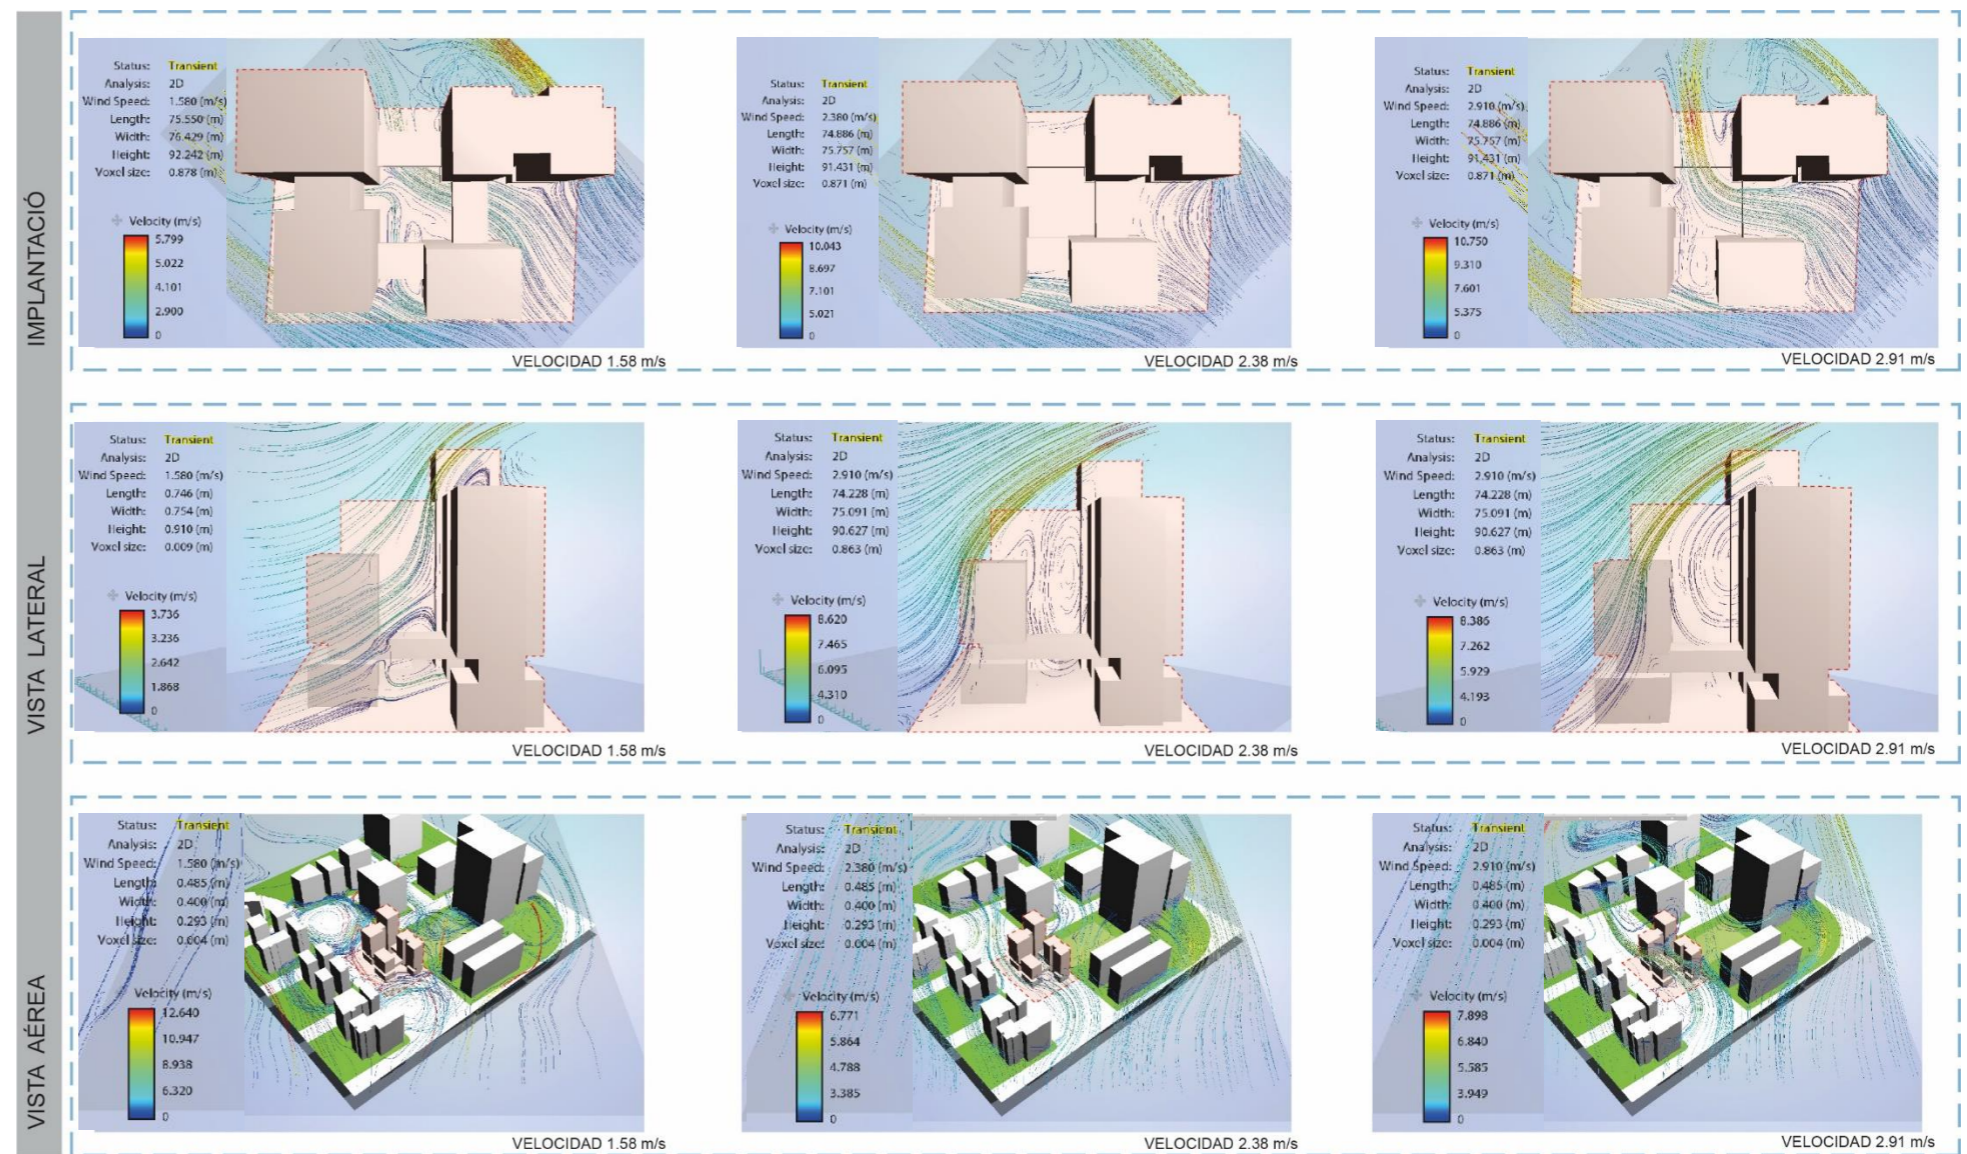 IMPLANTACIÓ
Status: Transient
Analysis: 2D
Wind Speed: 1.580 (m/s)
Length: 75.550 (m)
Width: 76.429 (m)
Height: 92.242 (m)
Voxel size: 0.878 (m)
Velocity (m/s)
5.799
5.022
4.101
2.900
0
VELOCIDAD 1.58 m/s
Status: Transient
Analysis: 2D
Wind Speed: 2.380 (m/s)
Length: 74.886 (m)
Width: 75.757 (m)
Height: 91.431 (m)
Voxel size: 0.871 (m)
Velocity (m/s)
10.043
8.697
7.101
5.021
0
VELOCIDAD 2.38 m/s
Status: Transient
Analysis: 2D
Wind Speed: 2.910 (m/s)
Length: 74.886 (m)
Width: 75.757 (m)
Height: 91.431 (m)
Voxel size: 0.871 (m)
Velocity (m/s)
10.750
9.310
7.601
5.375
0
VELOCIDAD 2.91 m/s
VISTA LATERAL
Status: Transient
Analysis: 2D
Wind Speed: 1.580 (m/s)
Length: 0.746 (m)
Width: 0.754 (m)
Height: 0.910 (m)
Voxel size: 0.009 (m)
Velocity (m/s)
3.736
3.236
2.642
1.868
0
VELOCIDAD 1.58 m/s
Status: Transient
Analysis: 2D
Wind Speed: 2.910 (m/s)
Length: 74.228 (m)
Width: 75.091 (m)
Height: 90.627 (m)
Voxel size: 0.863 (m)
Velocity (m/s)
8.620
7.465
6.095
4.310
0
VELOCIDAD 2.38 m/s
Status: Transient
Analysis: 2D
Wind Speed: 2.910 (m/s)
Length: 74.228 (m)
Width: 75.091 (m)
Height: 90.627 (m)
Voxel size: 0.863 (m)
Velocity (m/s)
8.386
7.262
5.929
4.193
0
VELOCIDAD 2.91 m/s
VISTA AÉREA
Status: Transient
Analysis: 2D
Wind Speed: 1.580 (m/s)
Length: 0.485 (m)
Width: 0.400 (m)
Height: 0.293 (m)
Voxel size: 0.004 (m)
Velocity (m/s)
12.640
10.947
8.938
6.320
0
VELOCIDAD 1.58 m/s
Status: Transient
Analysis: 2D
Wind Speed: 2.380 (m/s)
Length: 0.485 (m)
Width: 0.400 (m)
Height: 0.293 (m)
Voxel size: 0.004 (m)
Velocity (m/s)
6.771
5.864
4.788
3.385
0
VELOCIDAD 2.38 m/s
Status: Transient
Analysis: 2D
Wind Speed: 2.910 (m/s)
Length: 0.485 (m)
Width: 0.400 (m)
Height: 0.293 (m)
Voxel size: 0.004 (m)
Velocity (m/s)
7.898
6.840
5.585
3.949
0
VELOCIDAD 2.91 m/s